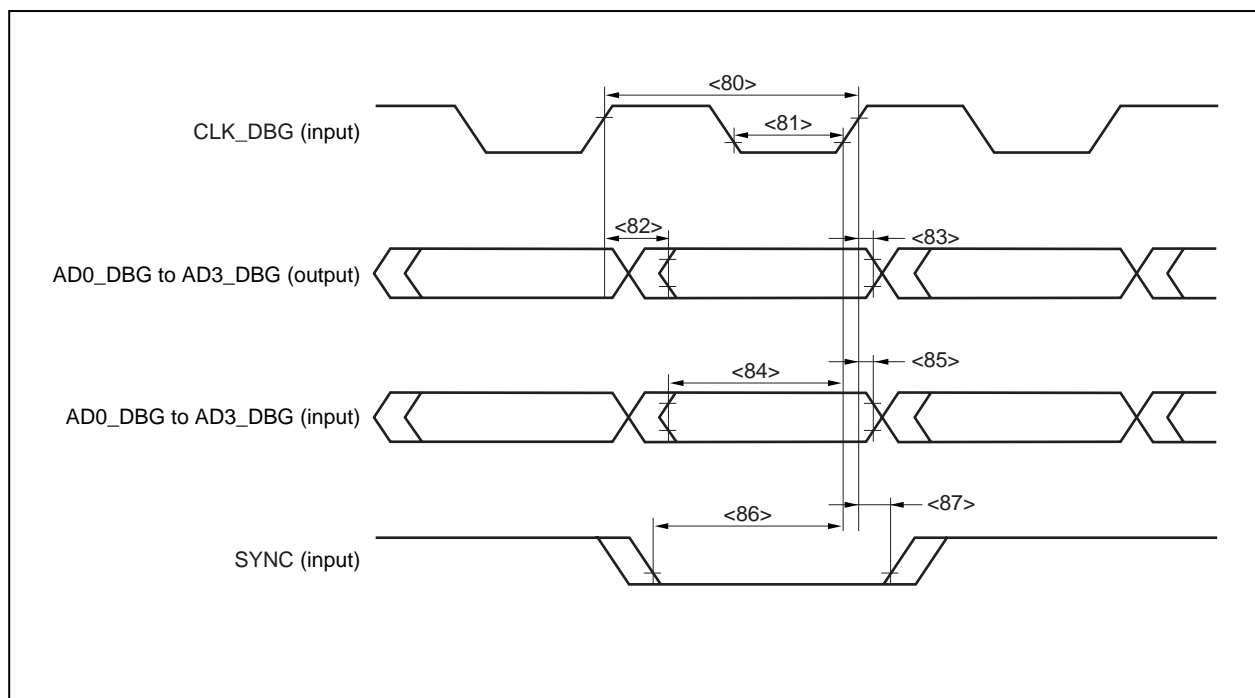 <80>
CLK_DBG (input)
<81>
<82>
<83>
AD0_DBG to AD3_DBG (output)
<85>
<84>
AD0_DBG to AD3_DBG (input)
<87>
<86>
SYNC (input)